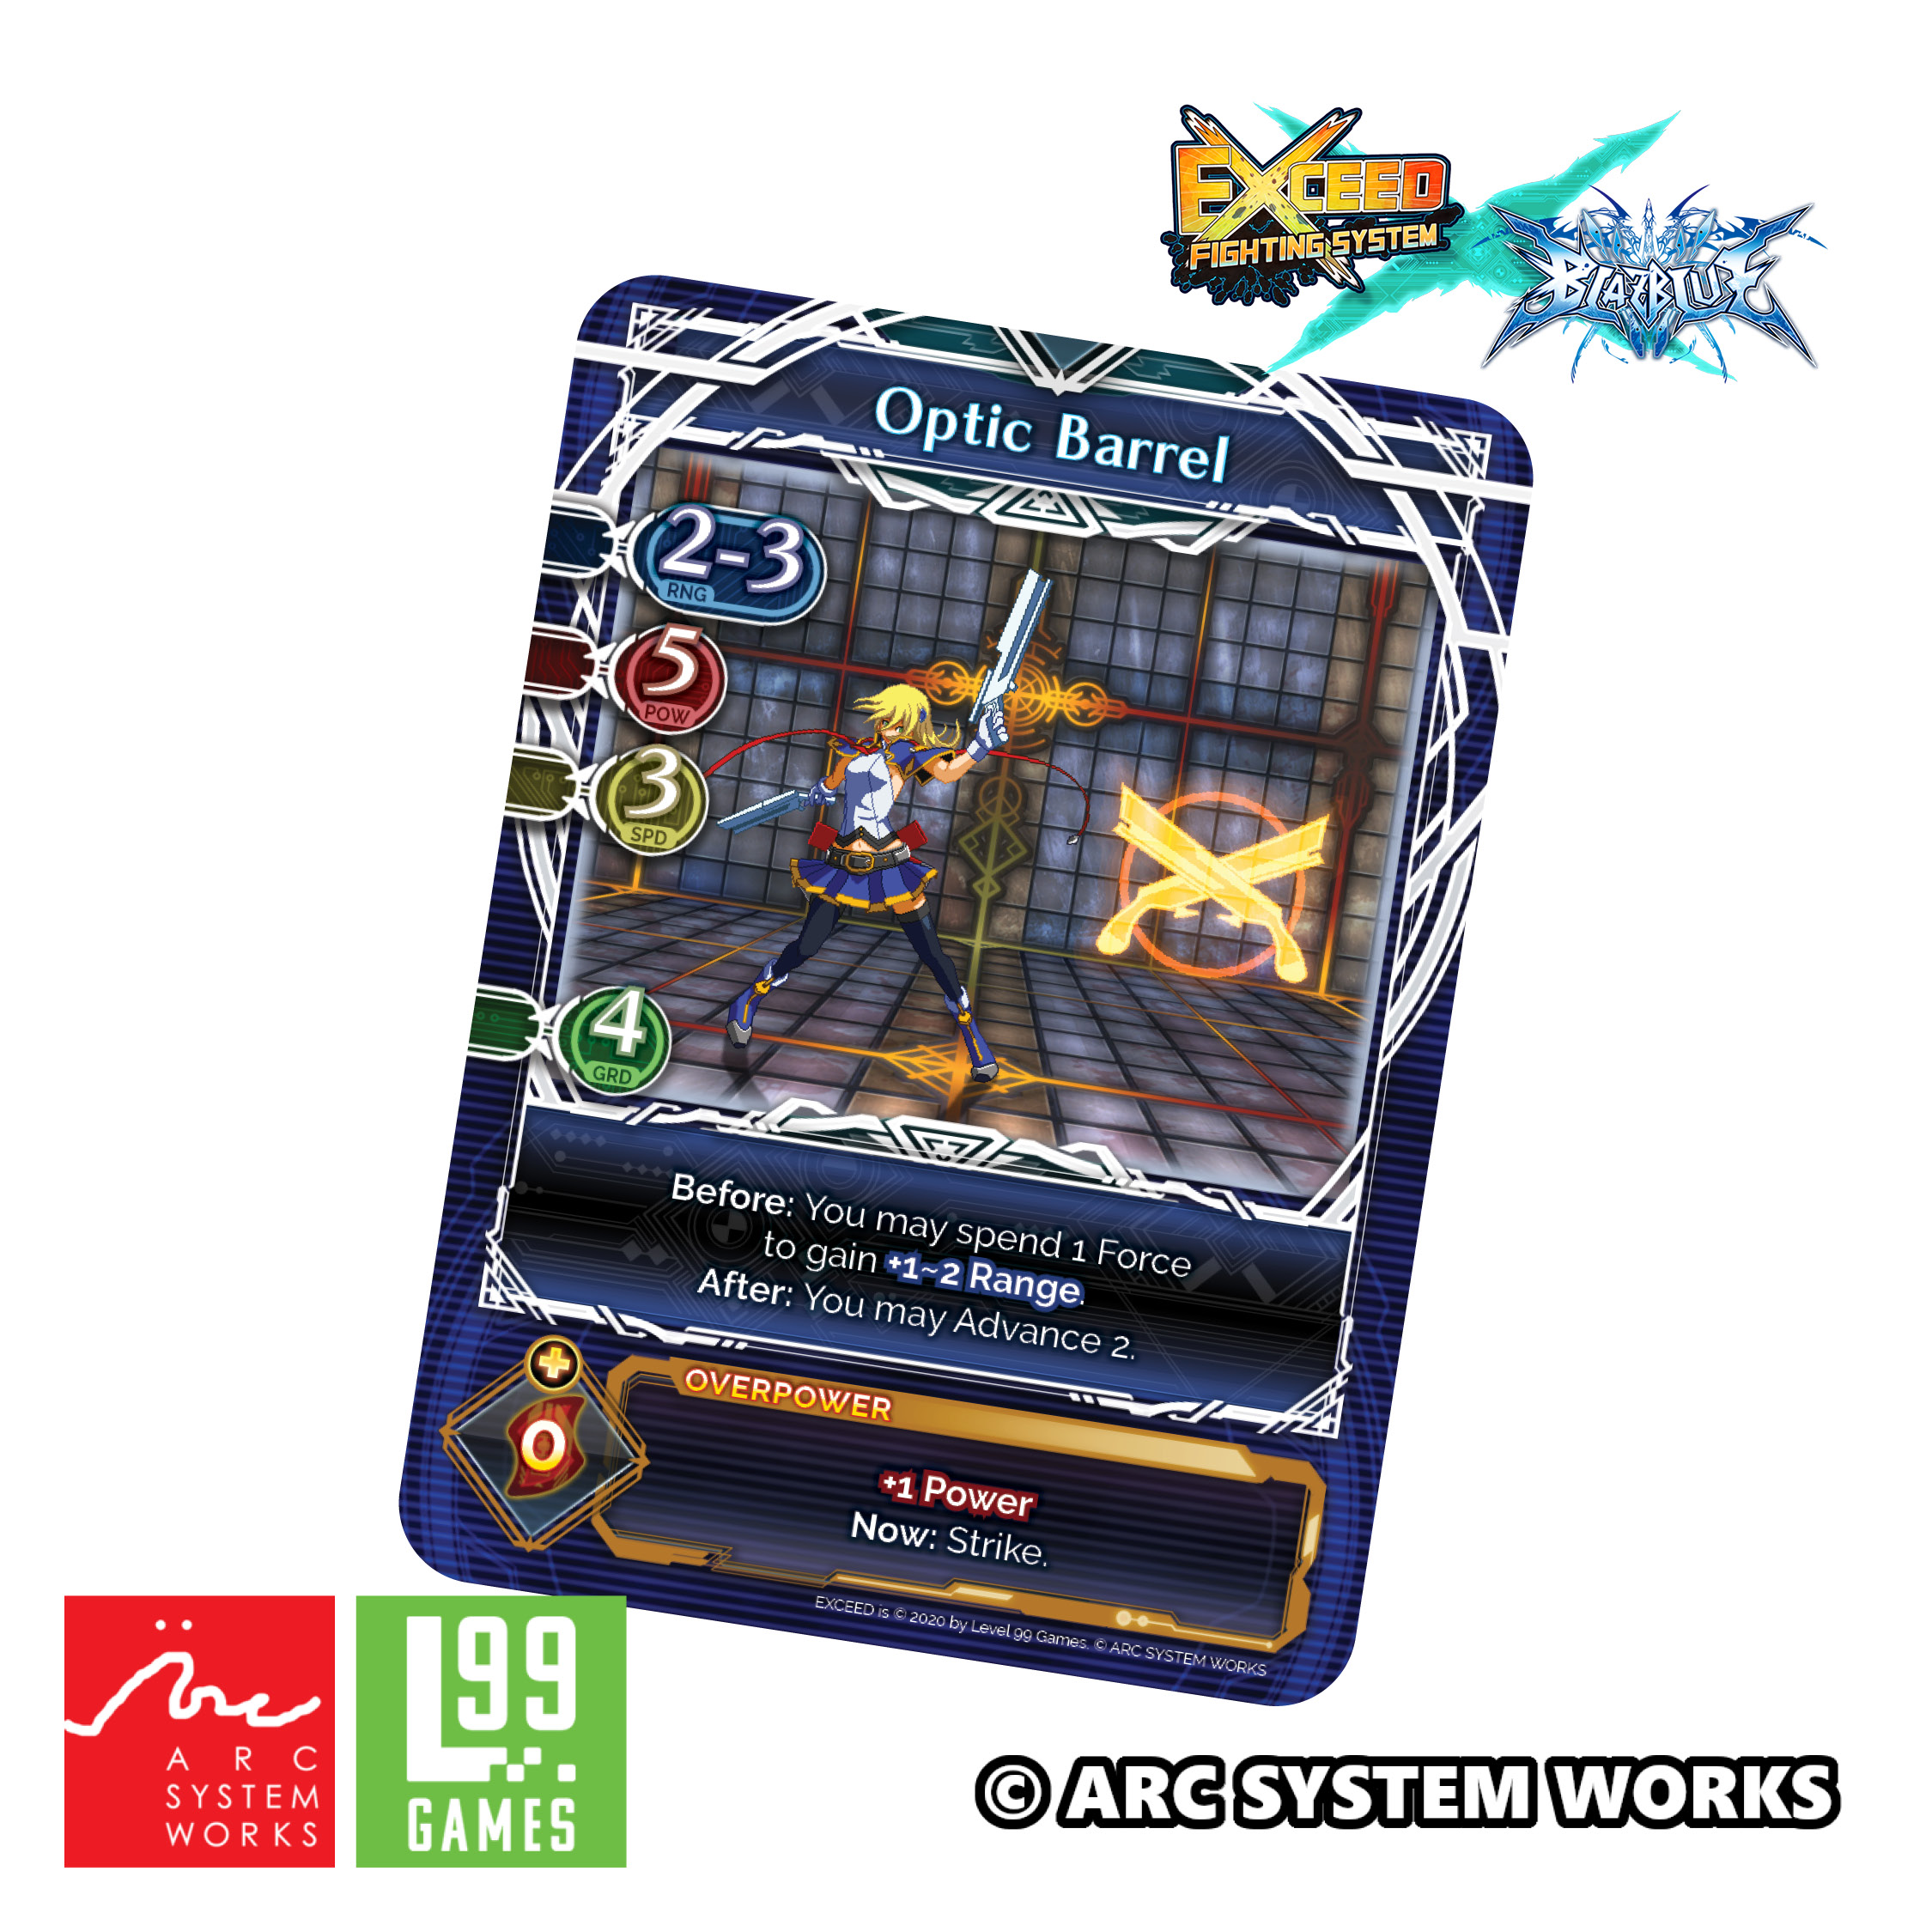 EXCEED
FIGHTING SYSTEM
BLAZBLUE
Optic Barrel
2-3
RNG
5
POW
3
SPD
4
GRD
Before: You may spend 1 Force
to gain +1~2 Range.
After: You may Advance 2.
+
0
OVERPOWER
+1 Power
Now: Strike.
EXCEED is © 2020 by Level 99 Games. © ARC SYSTEM WORKS
Arc
ARC
SYSTEM
WORKS
L99
GAMES
© ARC SYSTEM WORKS